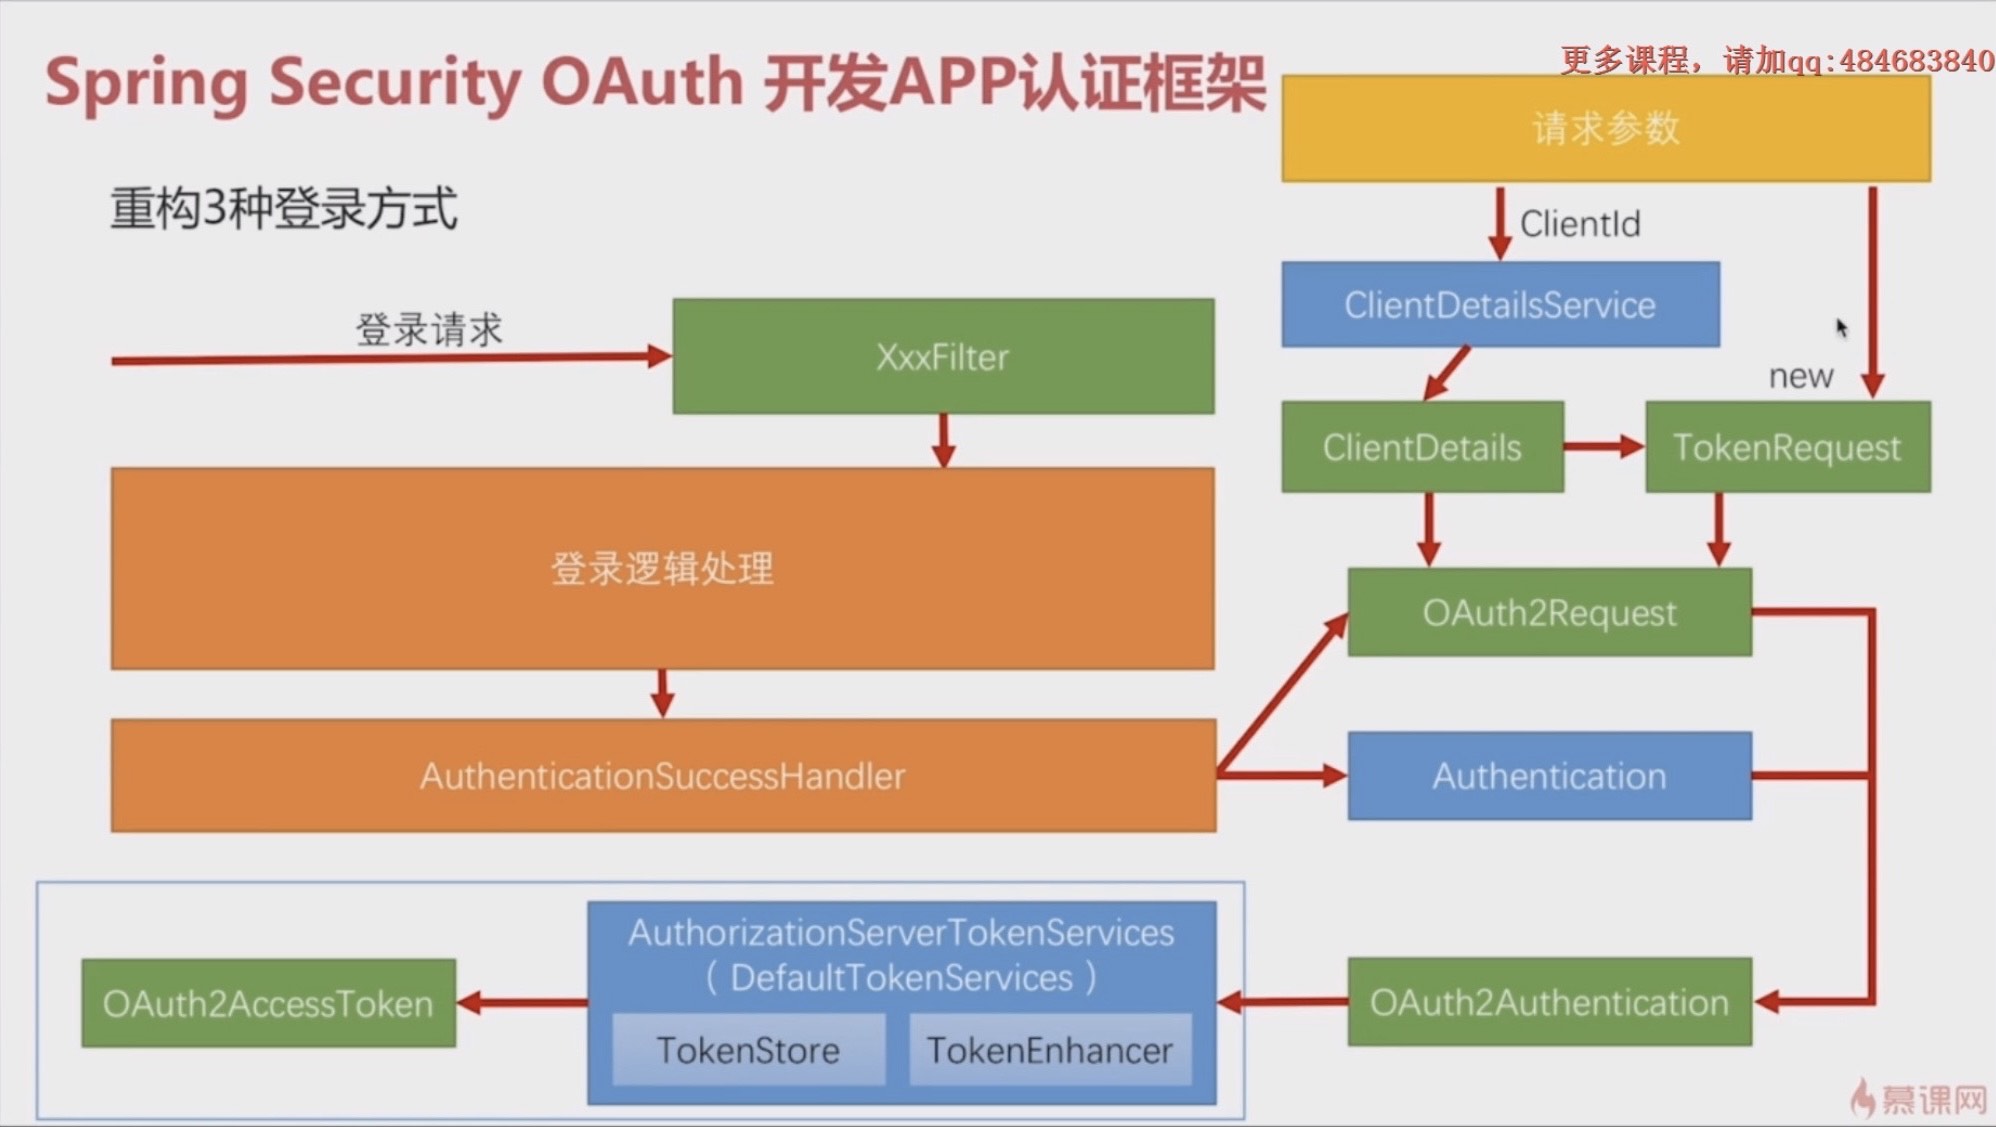 Spring Security OAuth 开发APP认证框架
更多课程，请加qq:484683840
请求参数
重构3种登录方式
ClientId
ClientDetailsService
登录请求
XxxFilter
new
ClientDetails
TokenRequest
登录逻辑处理
OAuth2Request
AuthenticationSuccessHandler
Authentication
AuthorizationServerTokenServices
（ DefaultTokenServices ）
OAuth2AccessToken
OAuth2Authentication
TokenStore
TokenEnhancer
慕课网